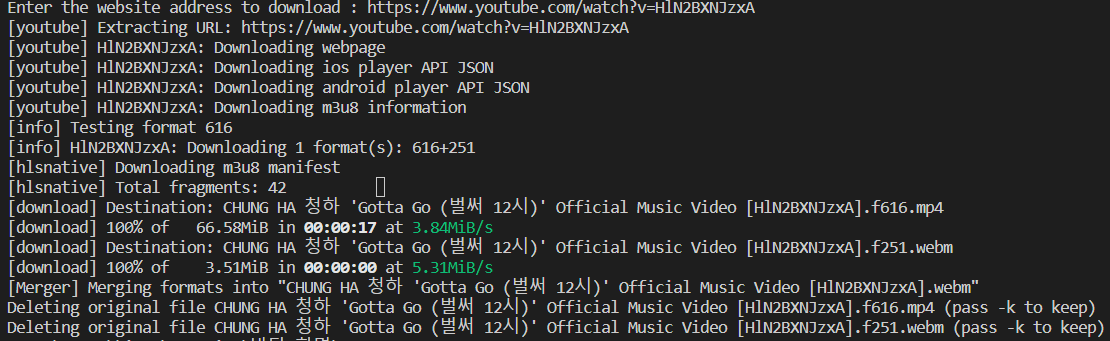 Enter the website address to download : https://www.youtube.com/watch?v=HlN2BXNJzxA
[youtube] Extracting URL: https://www.youtube.com/watch?v=HlN2BXNJzxA
[youtube] HlN2BXNJzxA: Downloading webpage
[youtube] HlN2BXNJzxA: Downloading ios player API JSON
[youtube] HlN2BXNJzxA: Downloading android player API JSON
[youtube] HlN2BXNJzxA: Downloading m3u8 information
[info] Testing format 616
[info] HlN2BXNJzxA: Downloading 1 format(s): 616+251
[hlsnative] Downloading m3u8 manifest
[hlsnative] Total fragments: 42
[download] Destination: CHUNG HA 청하 'Gotta Go (벌써 12시)' Official Music Video [HlN2BXNJzxA].f616.mp4
[download] 100% of   66.58MiB in 00:00:17 at 3.84MiB/s
[download] Destination: CHUNG HA 청하 'Gotta Go (벌써 12시)' Official Music Video [HlN2BXNJzxA].f251.webm
[download] 100% of    3.51MiB in 00:00:00 at 5.31MiB/s
[Merger] Merging formats into "CHUNG HA 청하 'Gotta Go (벌써 12시)' Official Music Video [HlN2BXNJzxA].webm"
Deleting original file CHUNG HA 청하 'Gotta Go (벌써 12시)' Official Music Video [HlN2BXNJzxA].f616.mp4 (pass -k to keep)
Deleting original file CHUNG HA 청하 'Gotta Go (벌써 12시)' Official Music Video [HlN2BXNJzxA].f251.webm (pass -k to keep)